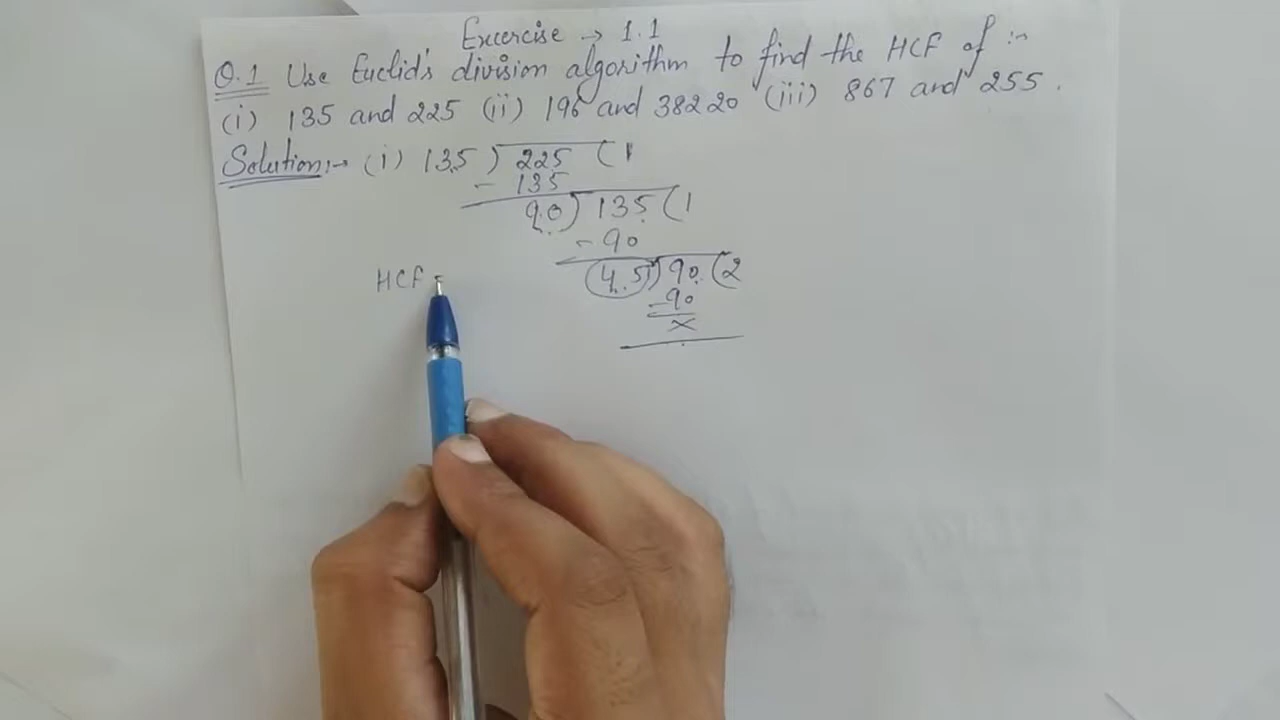 Excercise → 1.1
Q.1 Use Euclid's division algorithm to find the HCF of :-
(i) 135 and 225 (ii) 196 and 38220 (iii) 867 and 255 .
Solution:→ (i) 135 ) 225 ( 1
- 135
90 ) 135 ( 1
- 90
45 ) 90 ( 2
- 90
×
HCF =